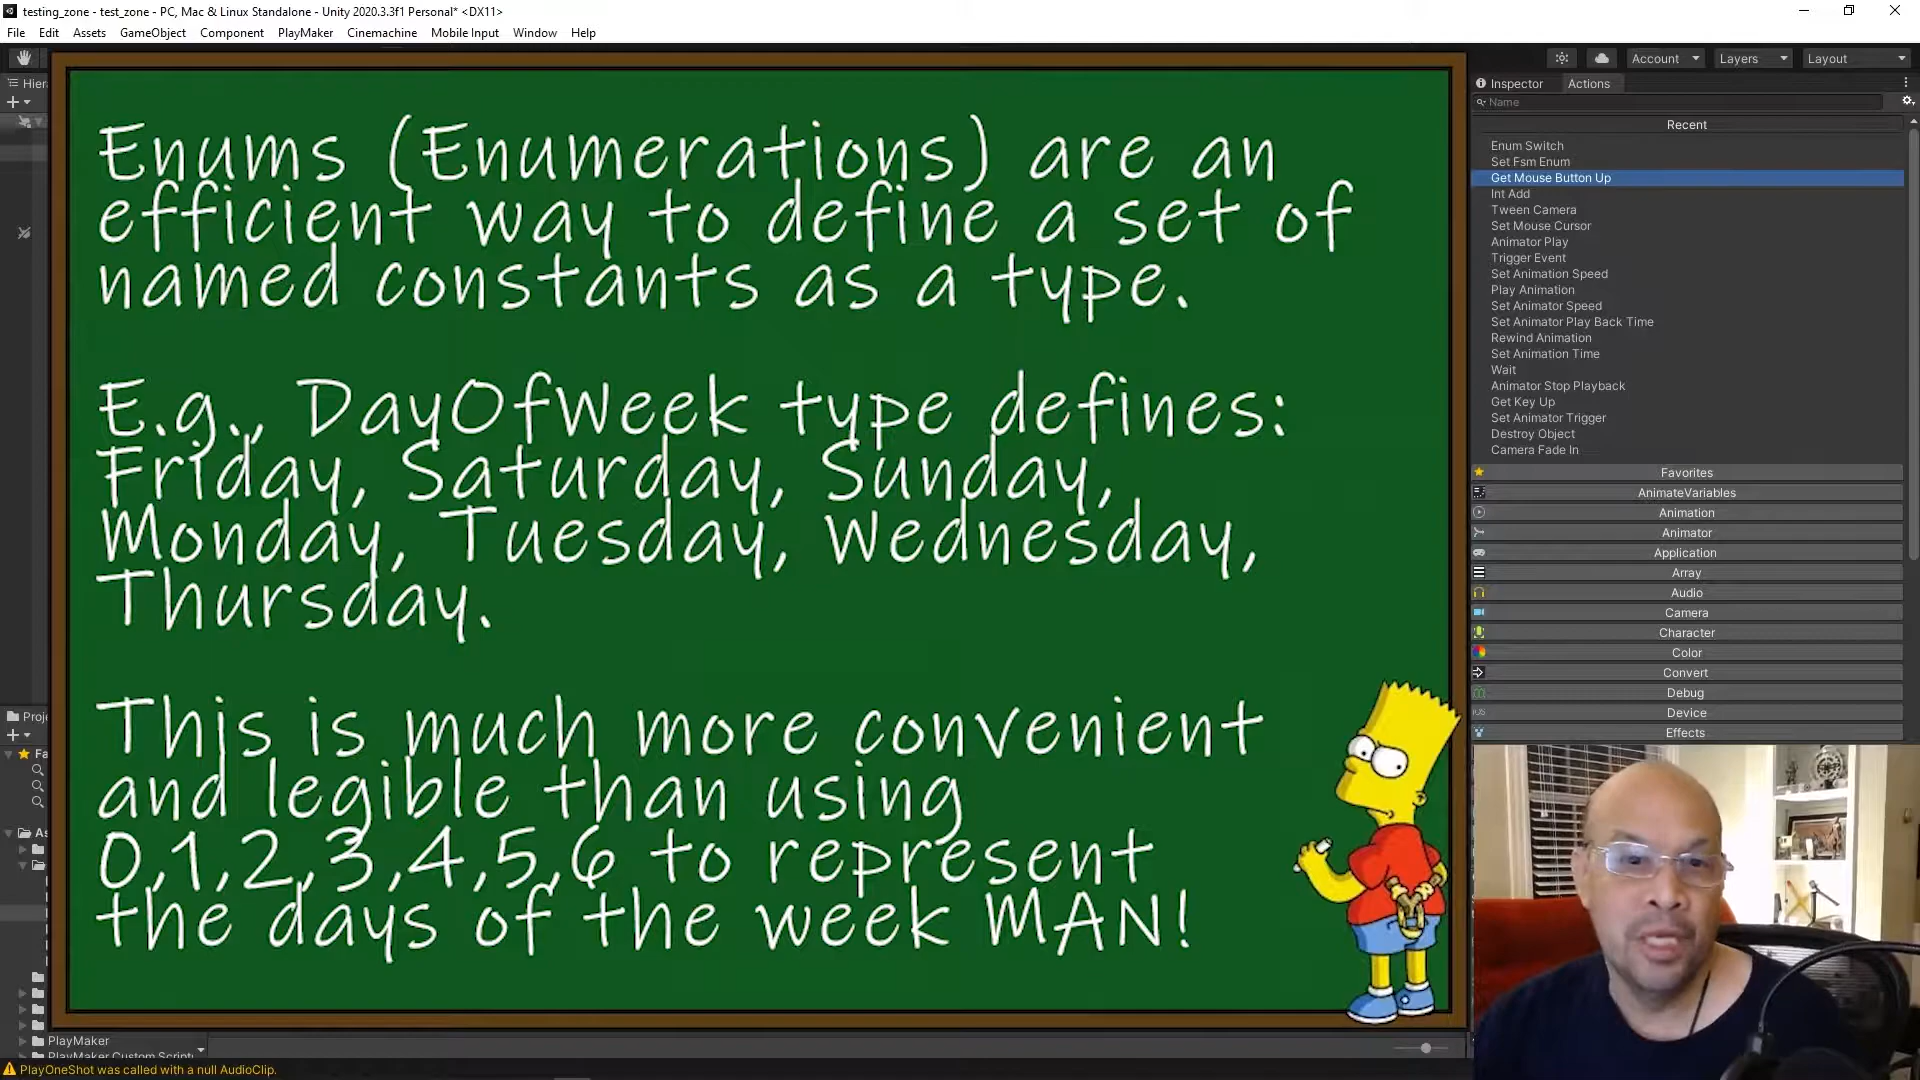 testing_zone - test_zone - PC, Mac & Linux Standalone - Unity 2020.3.3f1 Personal* <DX11>
File Edit Assets GameObject Component PlayMaker Cinemachine Mobile Input Window Help
Account Layers Layout
Hiera
Inspector Actions
Name
Enums (Enumerations) are an
efficient way to define a set of
named constants as a type.
E.g., DayOfWeek type defines:
Friday, Saturday, Sunday,
Monday, Tuesday, Wednesday,
Thursday.
This is much more convenient
and legible than using
0,1,2,3,4,5,6 to represent
the days of the week MAN!
Recent
Enum Switch
Set Fsm Enum
Get Mouse Button Up
Int Add
Tween Camera
Set Mouse Cursor
Animator Play
Trigger Event
Set Animation Speed
Play Animation
Set Animator Speed
Set Animator Play Back Time
Rewind Animation
Set Animation Time
Wait
Animator Stop Playback
Get Key Up
Set Animator Trigger
Destroy Object
Camera Fade In
Favorites
AnimateVariables
Animation
Animator
Application
Array
Audio
Camera
Character
Color
Convert
Debug
iOS Device
Effects
Proje
Fa
As
PlayMaker
PlayMaker Custom Scripts
PlayOneShot was called with a null AudioClip.